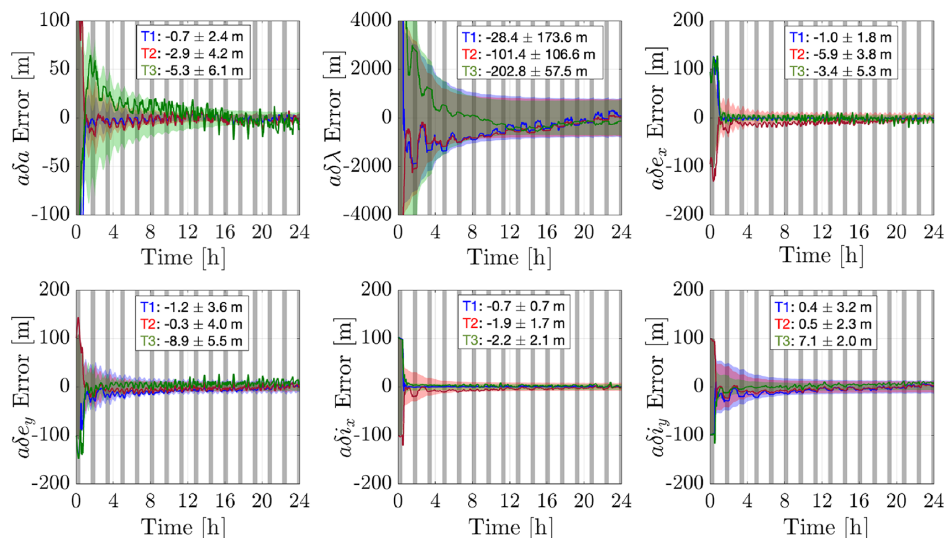 aδa Error [m]
100
50
0
-50
-100
T1: -0.7 ± 2.4 m
T2: -2.9 ± 4.2 m
T3: -5.3 ± 6.1 m
0 4 8 12 16 20 24
Time [h]
aδλ Error [m]
4000
2000
0
-2000
-4000
T1: -28.4 ± 173.6 m
T2: -101.4 ± 106.6 m
T3: -202.8 ± 57.5 m
0 4 8 12 16 20 24
Time [h]
aδeₓ Error [m]
200
100
0
-100
-200
T1: -1.0 ± 1.8 m
T2: -5.9 ± 3.8 m
T3: -3.4 ± 5.3 m
0 4 8 12 16 20 24
Time [h]
aδe_y Error [m]
200
100
0
-100
-200
T1: -1.2 ± 3.6 m
T2: -0.3 ± 4.0 m
T3: -8.9 ± 5.5 m
0 4 8 12 16 20 24
Time [h]
aδiₓ Error [m]
200
100
0
-100
-200
T1: -0.7 ± 0.7 m
T2: -1.9 ± 1.7 m
T3: -2.2 ± 2.1 m
0 4 8 12 16 20 24
Time [h]
aδi_y Error [m]
200
100
0
-100
-200
T1: 0.4 ± 3.2 m
T2: 0.5 ± 2.3 m
T3: 7.1 ± 2.0 m
0 4 8 12 16 20 24
Time [h]